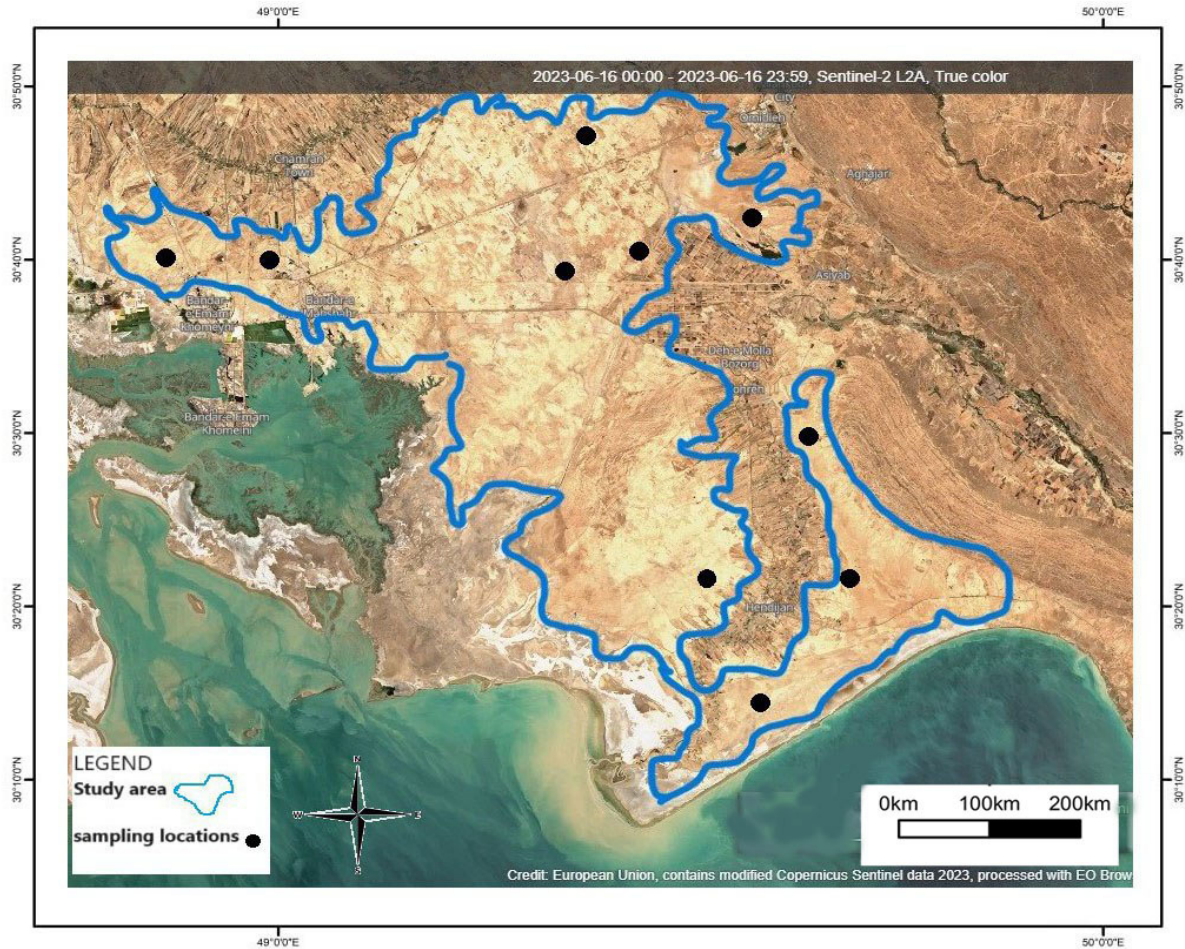 49°0'0"E
50°0'0"E
2023-06-16 00:00 - 2023-06-16 23:59, Sentinel-2 L2A, True color
30°50'0"N
30°50'0"N
City
Omidieh
Chamran
Town
Aghajari
30°40'0"N
30°40'0"N
Asiyab
Bandar-
e Emami
Khomeyni
Bandar-e
Mahshahr
Deh-e Molla
Bozorg
Bandar-e Emam
Khomeini
30°30'0"N
30°30'0"N
30°20'0"N
30°20'0"N
Hendijan
LEGEND
Study area
sampling locations
N
W
E
S
30°10'0"N
30°10'0"N
0km
100km
200km
Credit: European Union, contains modified Copernicus Sentinel data 2023, processed with EO Brow
49°0'0"E
50°0'0"E